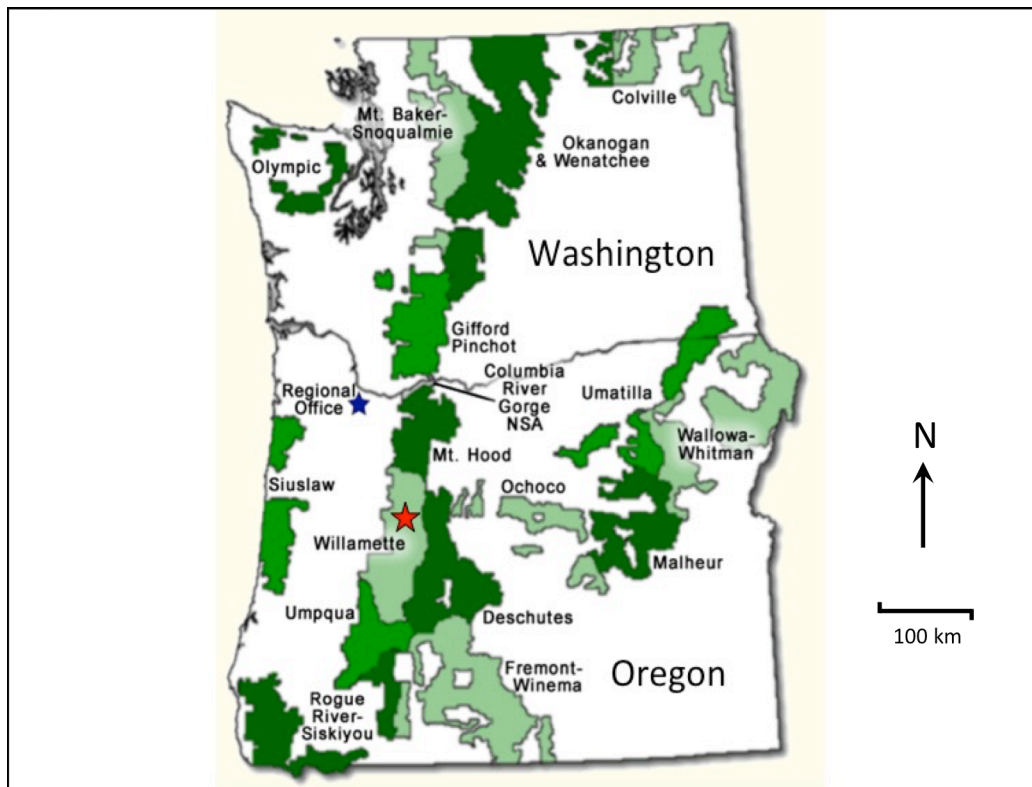 Colville
Mt. Baker-
Snoqualmie
Okanogan
& Wenatchee
Olympic
Washington
Gifford
Pinchot
Columbia
River
Gorge
NSA
Regional
Office
Umatilla
Wallowa-
Whitman
Mt. Hood
N
Siuslaw
Ochoco
Willamette
Malheur
Umpqua
Deschutes
100 km
Fremont-
Winema
Oregon
Rogue
River-
Siskiyou